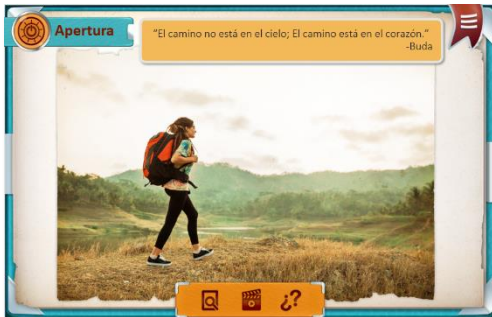 Apertura
“El camino no está en el cielo; El camino está en el corazón.”
-Buda
¿?